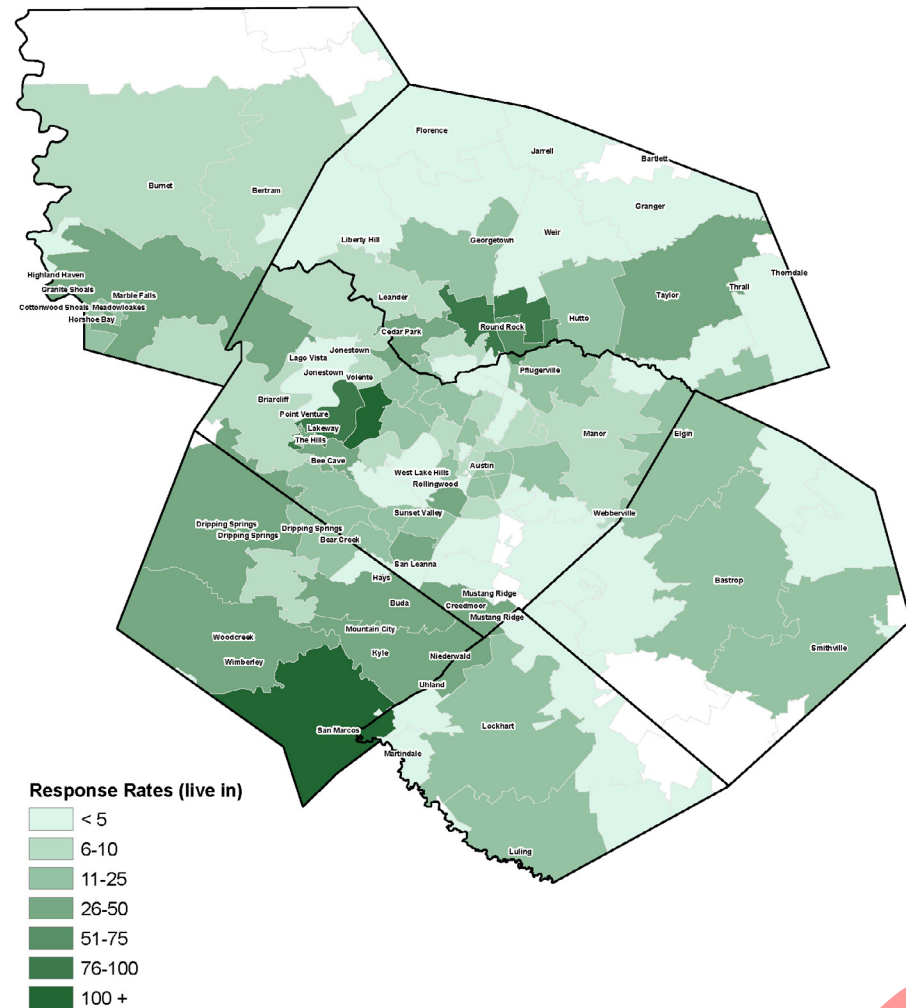 Florence
Jarrell
Bartlett
Burnet
Bertram
Granger
Liberty Hill
Georgetown
Weir
Highland Haven
Thorndale
Granite Shoals
Marble Falls
Leander
Taylor
Thrall
Cottonwood Shoals
Meadowloakes
Horshoe Bay
Hutto
Round Rock
Cedar Park
Jonestown
Lago Vista
Pflugerville
Jonestown
Volente
Briarcliff
Point Venture
Lakeway
Manor
Elgin
The Hills
Bee Cave
Austin
West Lake Hills
Rollingwood
Sunset Valley
Webberville
Dripping Springs
Dripping Springs
Dripping Springs
Bear Creek
San Leanna
Hays
Bastrop
Mustang Ridge
Buda
Creedmoor
Mustang Ridge
Mountain City
Woodcreek
Smithville
Kyle
Niederwald
Wimberley
Uhland
Lockhart
San Marcos
Martindale
Luling
Response Rates (live in)
< 5
6-10
11-25
26-50
51-75
76-100
100 +